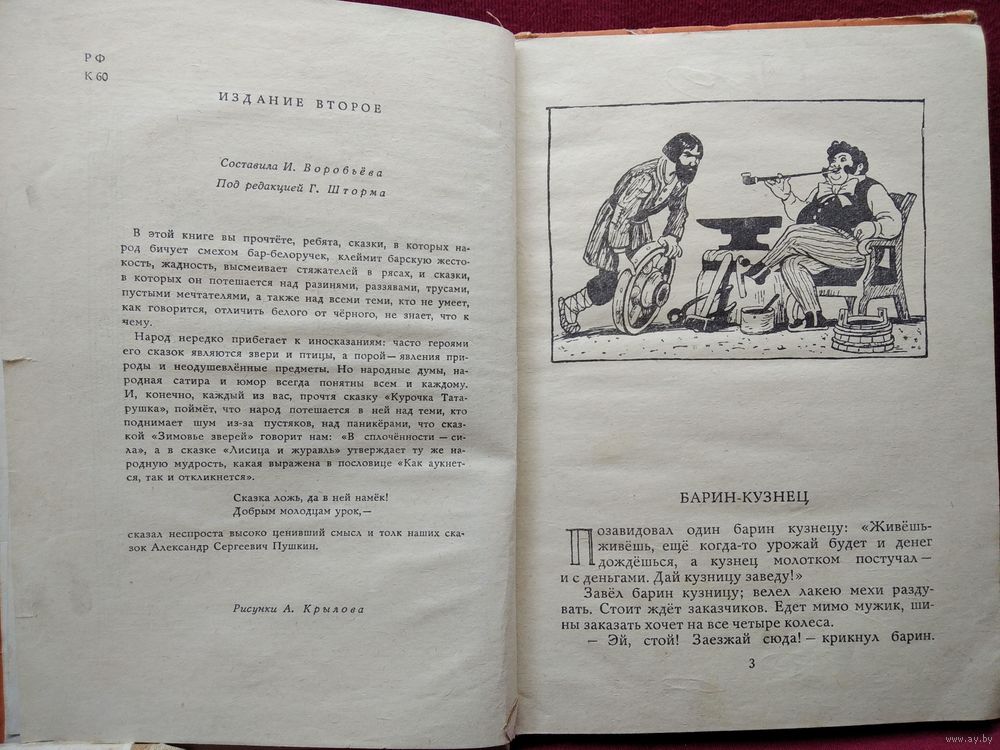 РФ
К 60
ИЗДАНИЕ ВТОРОЕ
Составила И. Воробьёва
Под редакцией Г. Шторма
В этой книге вы прочтёте, ребята, сказки, в которых на-
род бичует смехом бар-белоручек, клеймит барскую жесто-
кость, жадность, высмеивает стяжателей в рясах, и сказки,
в которых он потешается над разинями, раззявами, трусами,
пустыми мечтателями, а также над всеми теми, кто не умеет,
как говорится, отличить белого от чёрного, не знает, что к
чему.
Народ нередко прибегает к иносказаниям: часто героями
его сказок являются звери и птицы, а порой — явления при-
роды и неодушевлённые предметы. Но народные думы, на-
родная сатира и юмор всегда понятны всем и каждому.
И, конечно, каждый из вас, прочтя сказку «Курочка Тата-
рушка», поймёт, что народ потешается в ней над теми, кто
поднимает шум из-за пустяков, над паникёрами, что сказ-
кой «Зимовье зверей» говорит нам: «В сплочённости — си-
ла», а в сказке «Лисица и журавль» утверждает ту же на-
родную мудрость, какая выражена в пословице «Как аукнет-
ся, так и откликнется».
Сказка ложь, да в ней намёк!
Добрым молодцам урок,—
сказал неспроста высоко ценивший смысл и толк наших ска-
зок Александр Сергеевич Пушкин.
Рисунки А. Крылова
БАРИН-КУЗНЕЦ
Позавидовал один барин кузнецу: «Живёшь-
живёшь, ещё когда-то урожай будет и денег
дождёшься, а кузнец молотком постучал —
и с деньгами. Дай кузницу заведу!»
Завёл барин кузницу; велел лакею мехи разду-
вать. Стоит ждёт заказчиков. Едет мимо мужик, ши-
ны заказать хочет на все четыре колеса.
— Эй, стой! Заезжай сюда! — крикнул барин.
3
www.ay.by